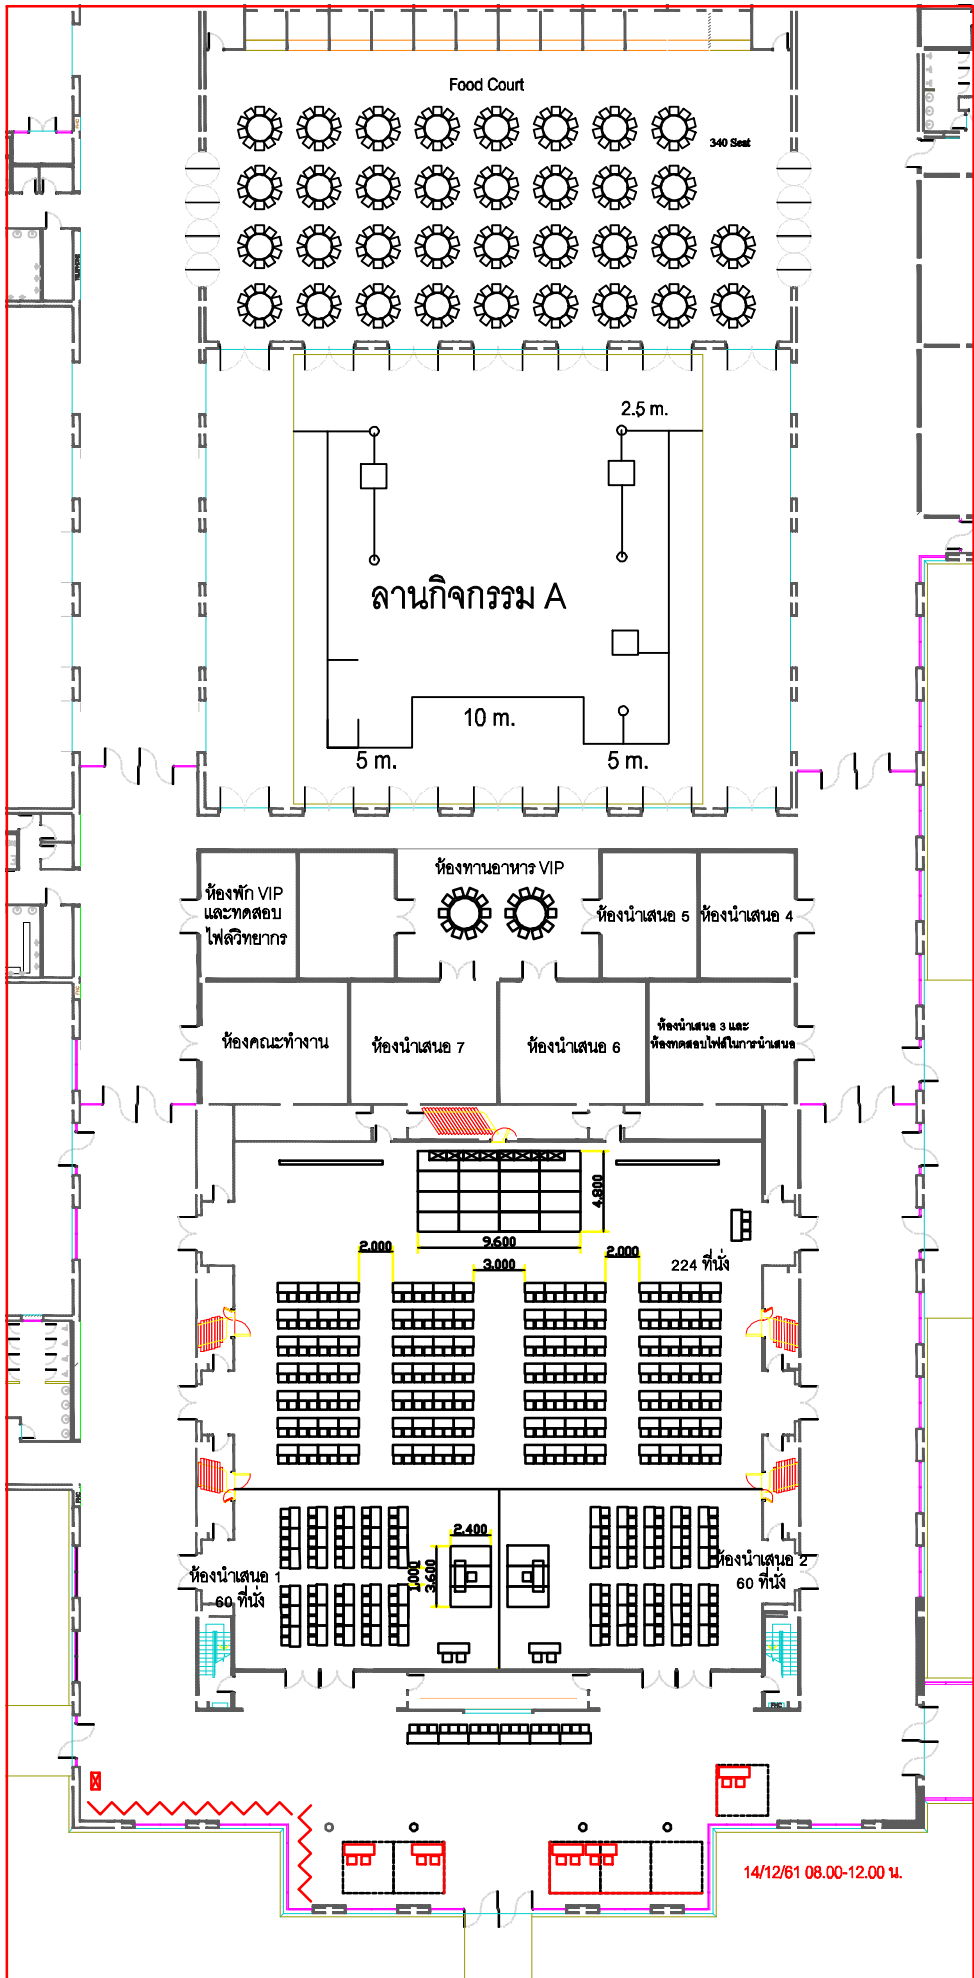 Food Court
340 Seat
TELEPHONE
2.5 m.
ลานกิจกรรม A
10 m.
5 m.
5 m.
ห้องทานอาหาร VIP
ห้องพัก VIP
และทดสอบ
ไฟล์วิทยากร
ห้องนำเสนอ 5
ห้องนำเสนอ 4
ห้องคณะทำงาน
ห้องนำเสนอ 7
ห้องนำเสนอ 6
ห้องนำเสนอ 3 และ
ห้องทดสอบไฟล์ในการนำเสนอ
4.800
9.600
2.000
3.000
2.000
224 ที่นั่ง
2.400
3.600
1.000
ห้องนำเสนอ 1
60 ที่นั่ง
ห้องนำเสนอ 2
60 ที่นั่ง
FHC
FHC
14/12/61 08.00-12.00 น.